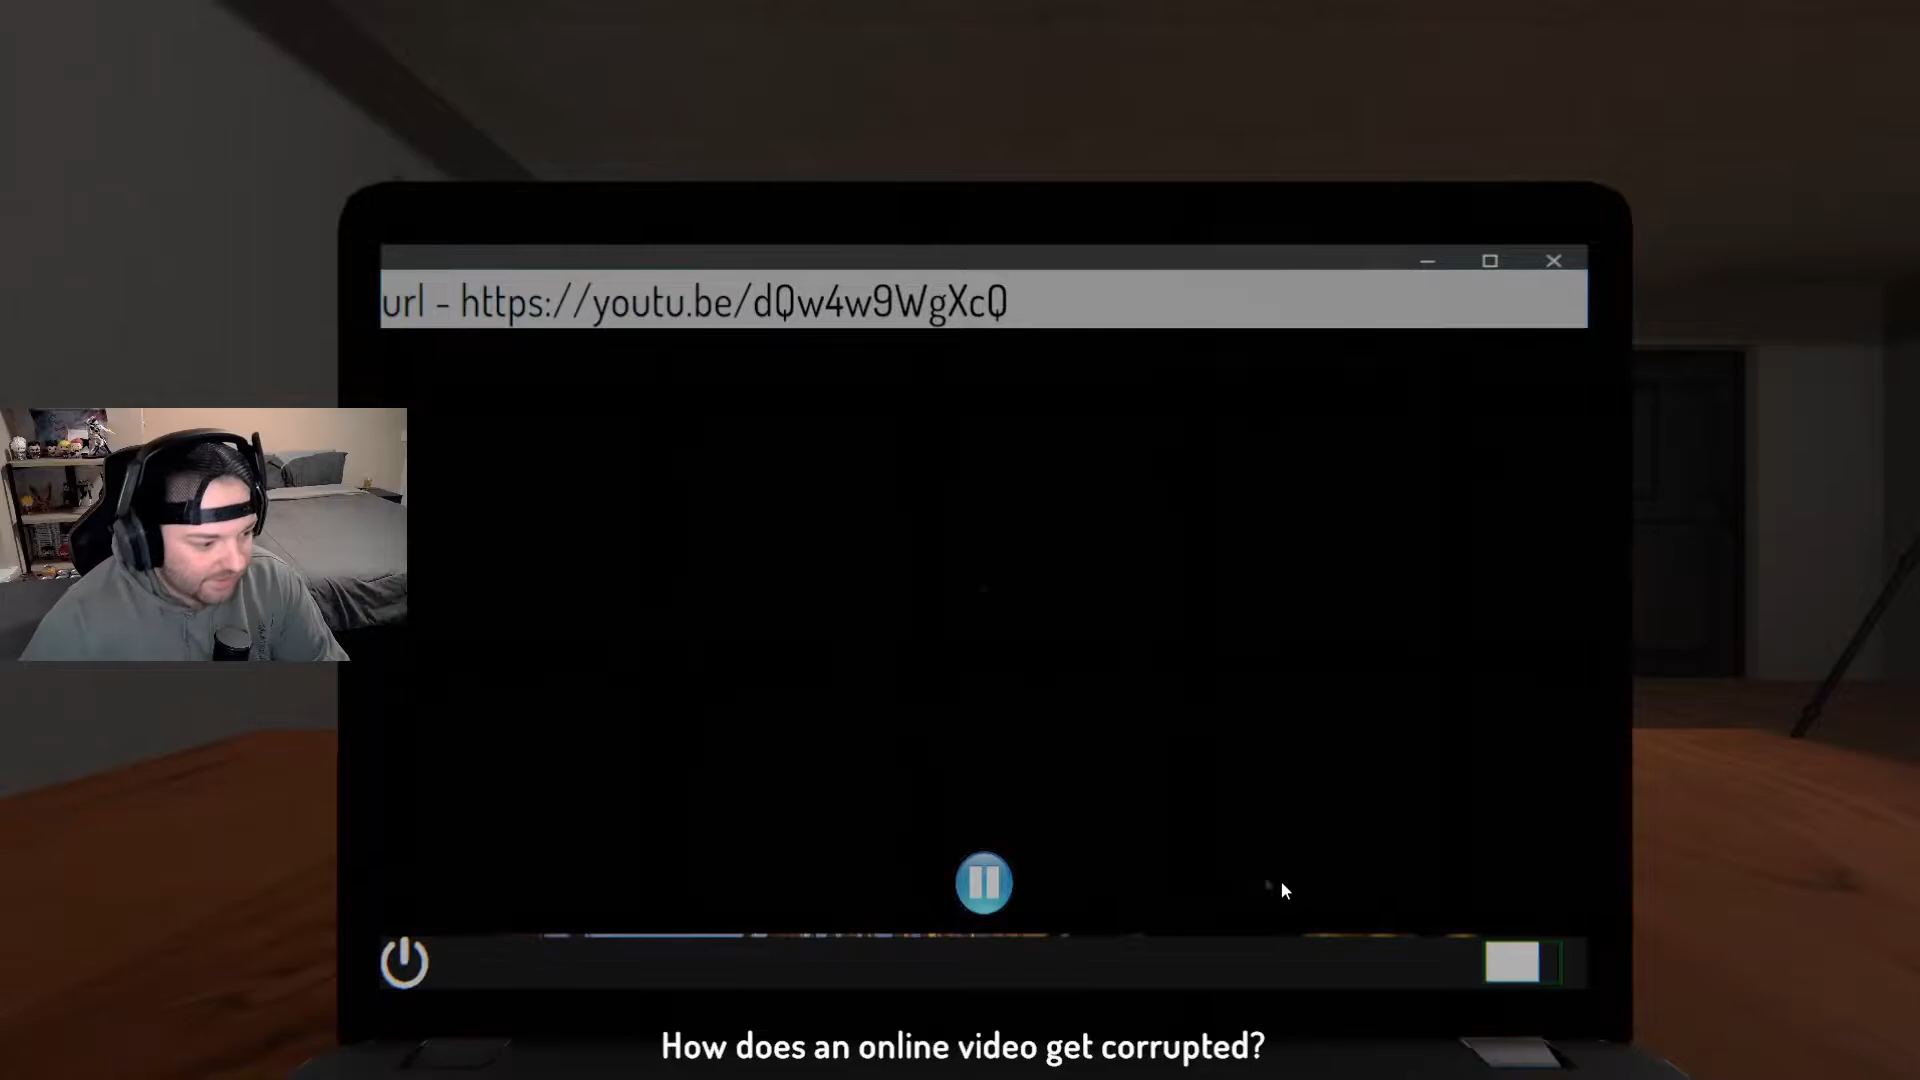 url - https://youtu.be/dQw4w9WgXcQ
How does an online video get corrupted?